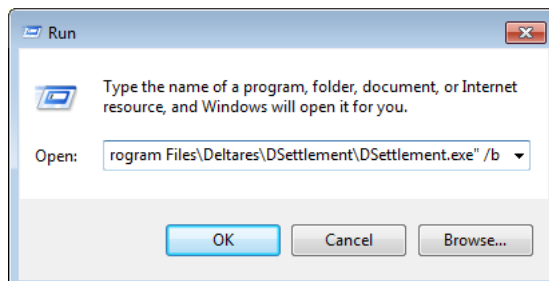 Run
Type the name of a program, folder, document, or Internet
resource, and Windows will open it for you.
Open: rogram Files\Deltares\DSettlement\DSettlement.exe" /b
OK Cancel Browse...